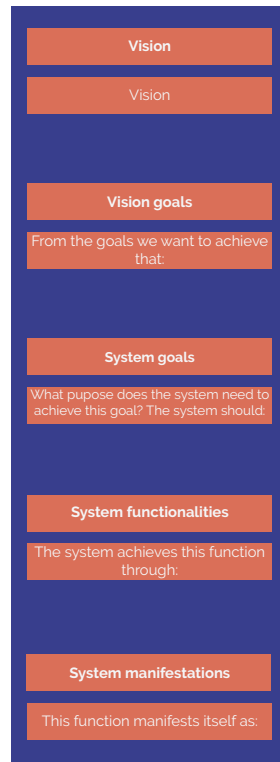 Vision
Vision
Vision goals
From the goals we want to achieve
that:
System goals
What pupose does the system need to
achieve this goal? The system should:
System functionalities
The system achieves this function
through:
System manifestations
This function manifests itself as: